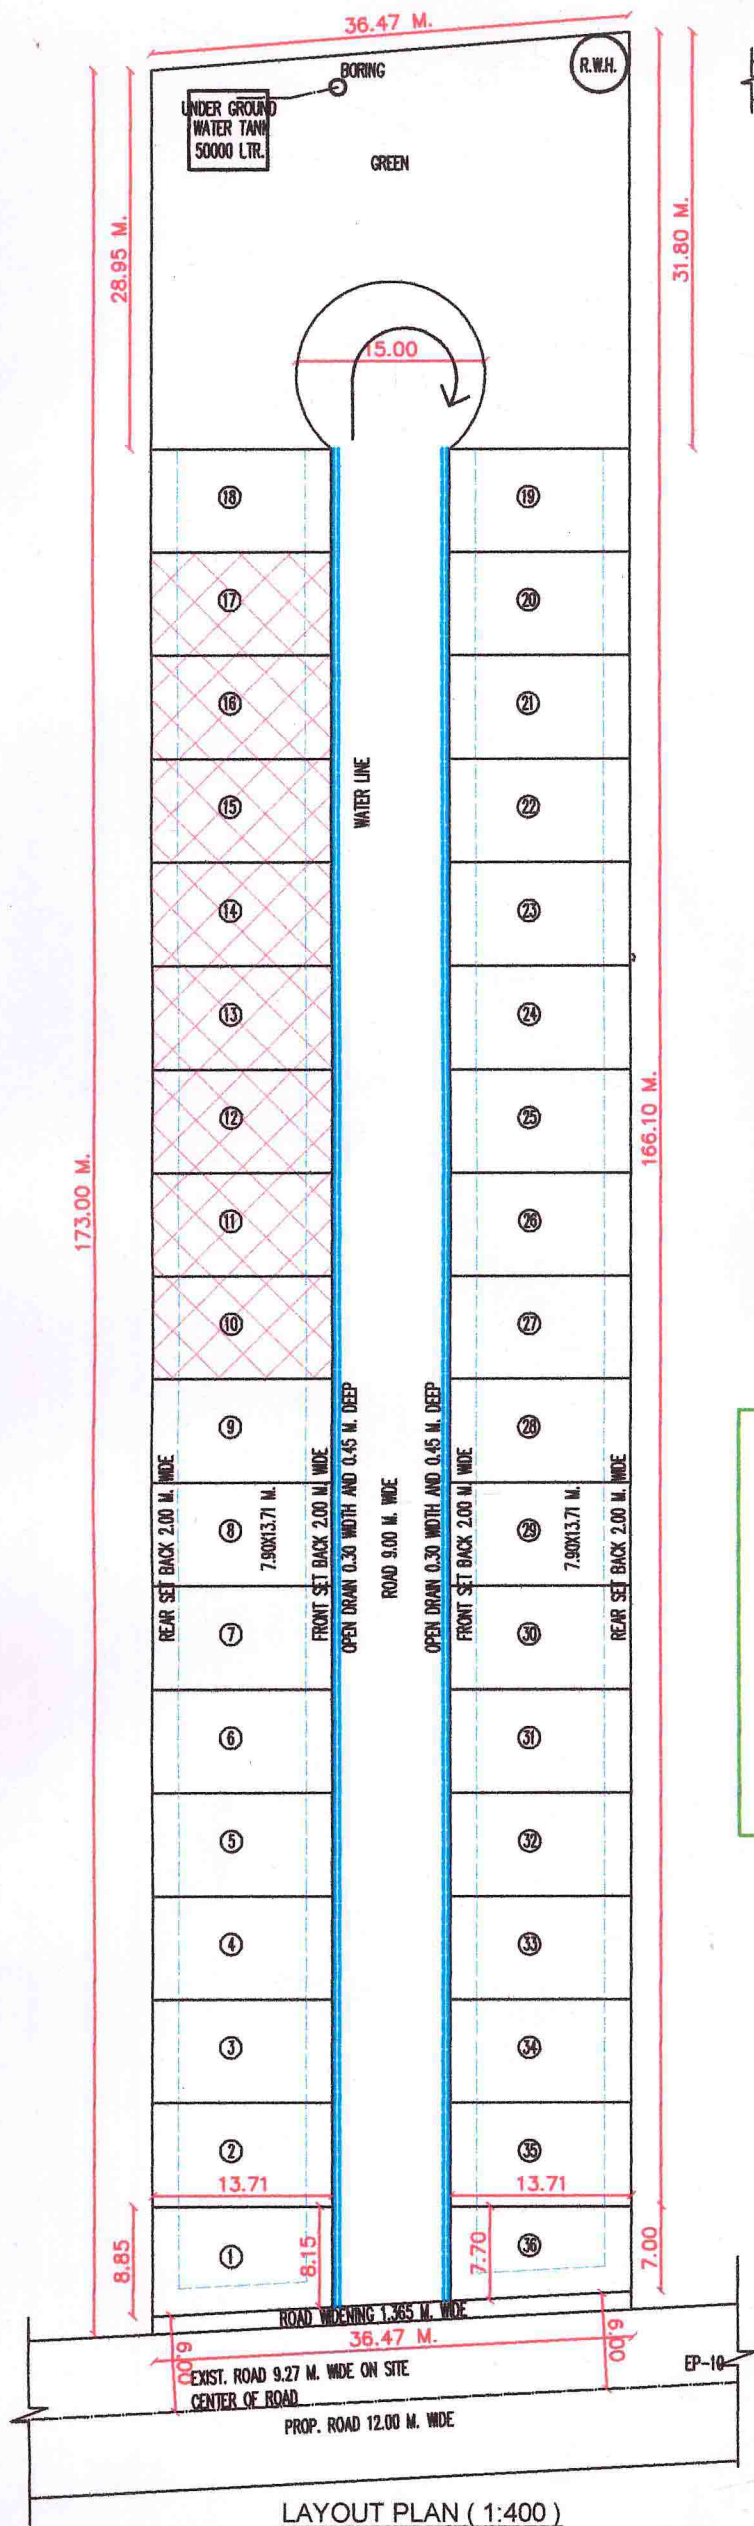 36.47 M.
BORING
R.W.H.
UNDER GROUND
WATER TANK
50000 LTR.
GREEN
28.95 M.
31.80 M.
15.00
18
19
17
20
16
21
WATER LINE
15
22
14
23
13
24
12
25
173.00 M.
166.10 M.
11
26
10
27
9
28
REAR SET BACK 2.00 M. WIDE
7.90X13.71 M.
FRONT SET BACK 2.00 M. WIDE
OPEN DRAIN 0.30 WIDTH AND 0.45 M. DEEP
ROAD 9.00 M. WIDE
OPEN DRAIN 0.30 WIDTH AND 0.45 M. DEEP
FRONT SET BACK 2.00 M. WIDE
7.90X13.71 M.
REAR SET BACK 2.00 M. WIDE
8
29
7
30
6
31
5
32
4
33
3
34
2
35
13.71
13.71
8.85
1
8.15
7.70
36
7.00
ROAD WIDENING 1.365 M. WIDE
36.47 M.
6.00
6.00
EXIST. ROAD 9.27 M. WIDE ON SITE
EP-10
CENTER OF ROAD
PROP. ROAD 12.00 M. WIDE
LAYOUT PLAN ( 1:400 )